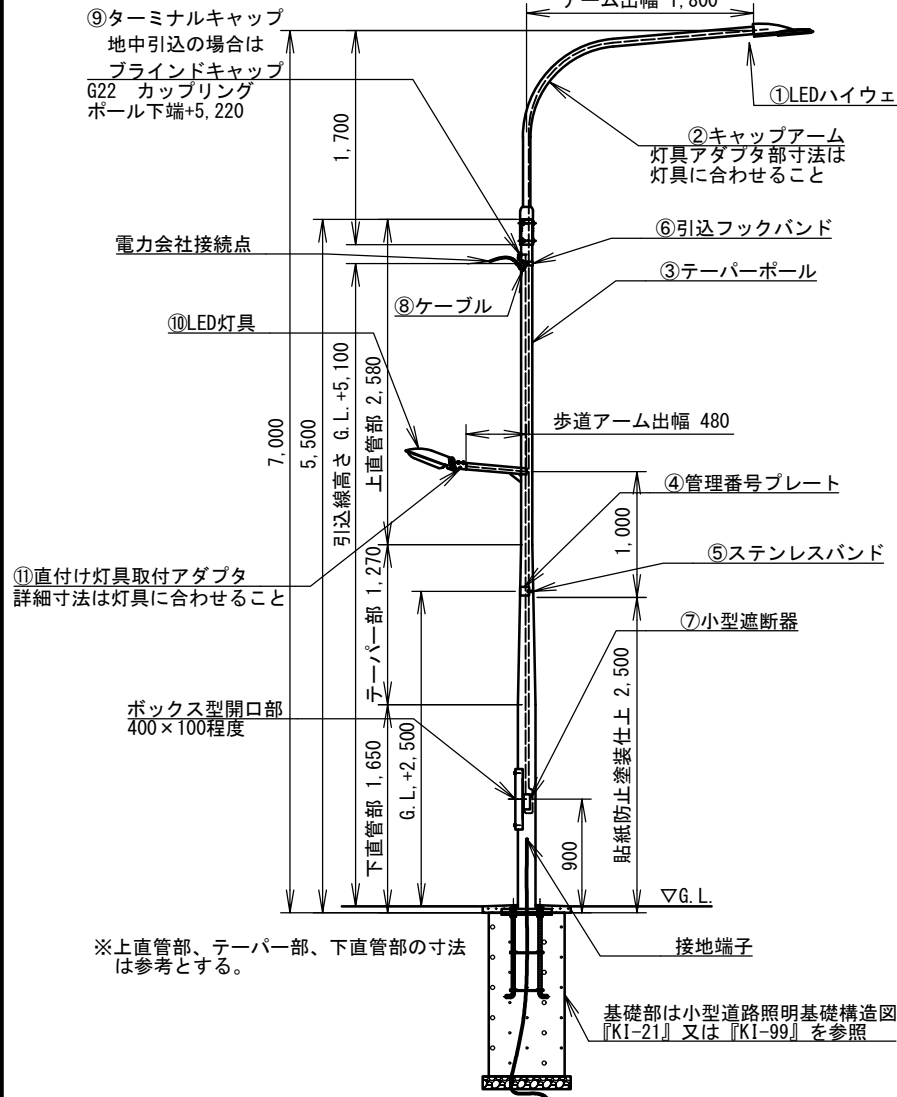 アーム出幅 1,800
⑨ターミナルキャップ
地中引込の場合は
ブラインドキャップ
G22 カップリング
ポール下端+5,220
①LEDハイウェ
1,700
②キャップアーム
灯具アダプタ部寸法は
灯具に合わせること
電力会社接続点
⑥引込フックバンド
③テーパーポール
⑧ケーブル
⑩LED灯具
7,000
5,500
引込線高さ G.L.+5,100
上直管部 2,580
歩道アーム出幅 480
④管理番号プレート
1,000
⑤ステンレスバンド
⑪直付け灯具取付アダプタ
詳細寸法は灯具に合わせること
テーパー部 1,270
⑦小型遮断器
ボックス型開口部
400×100程度
下直管部 1,650
G.L,+2,500
貼紙防止塗装仕上 2,500
900
▽G.L.
※上直管部、テーパー部、下直管部の寸法
は参考とする。
接地端子
基礎部は小型道路照明基礎構造図
『KI-21』又は『KI-99』を参照